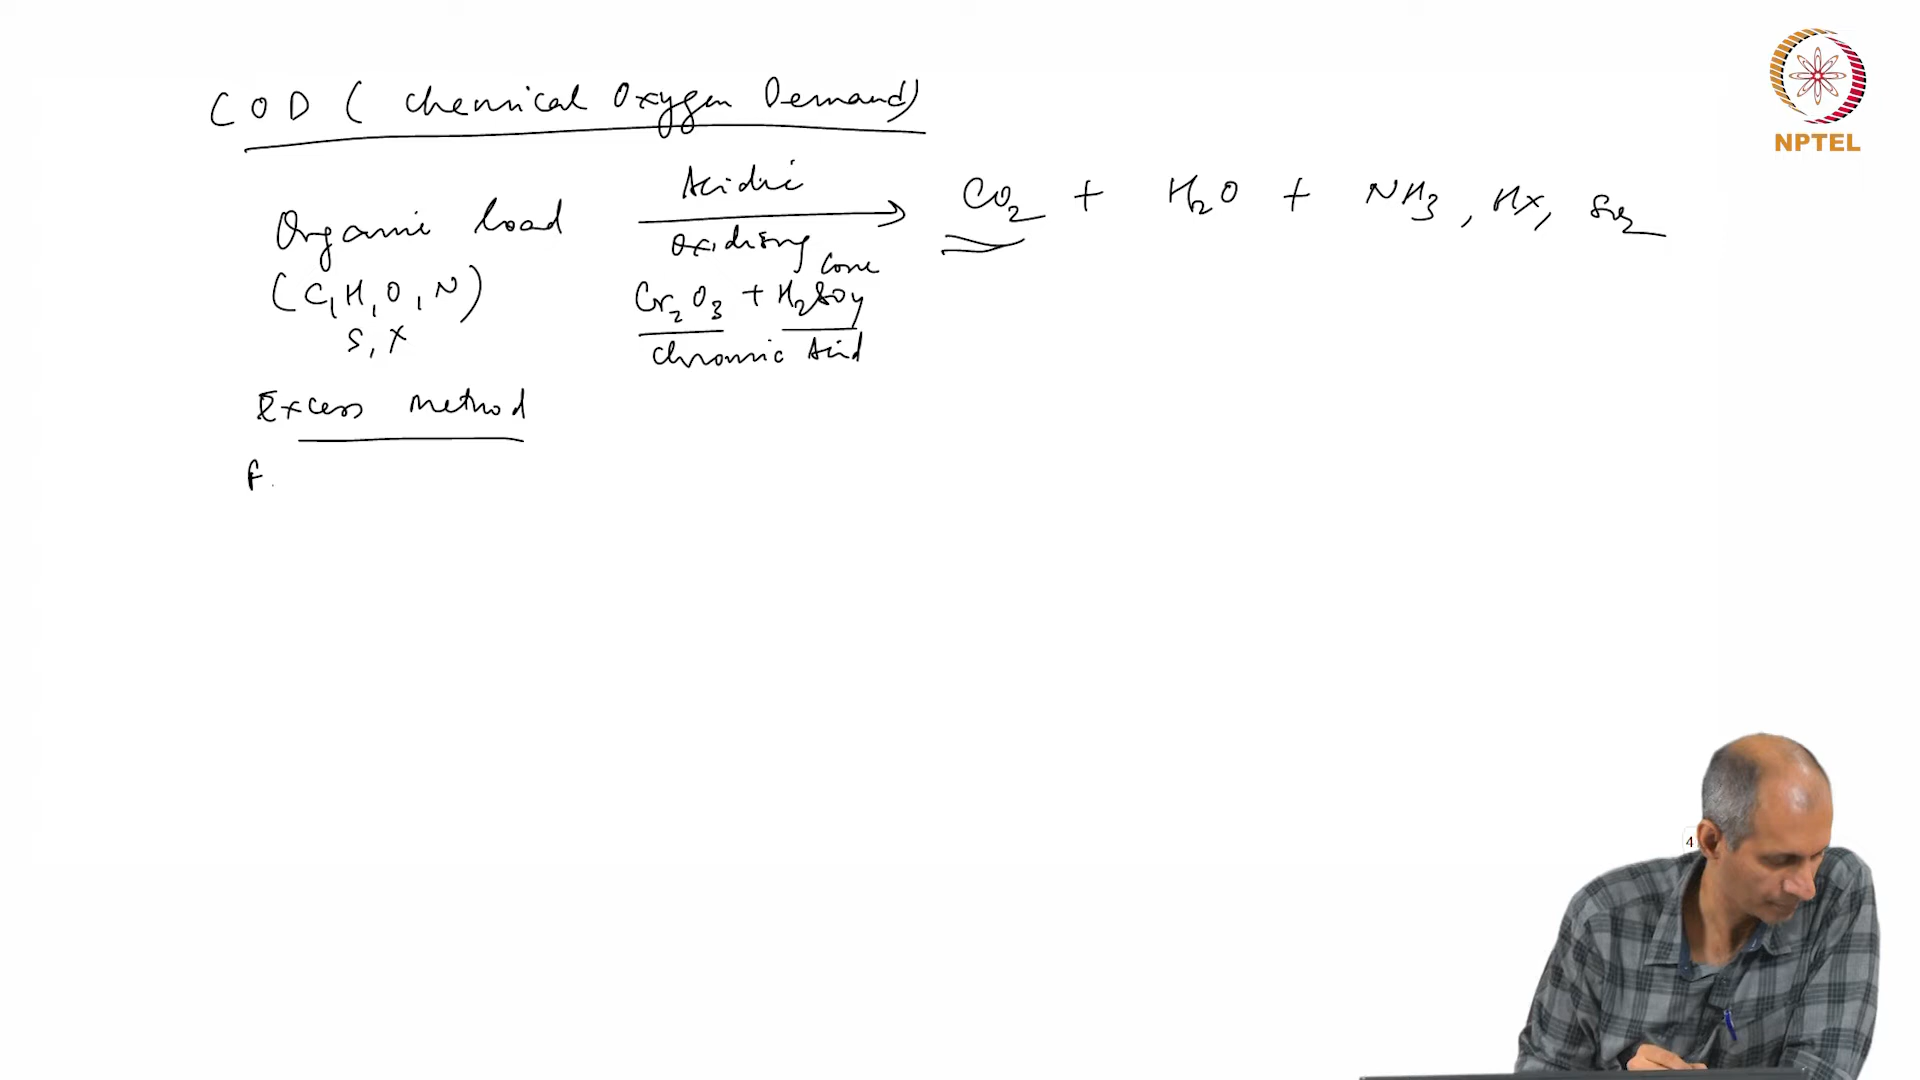 COD ( Chemical Oxygen Demand)
Organic load
(C, H, O, N)
S, X
Acidic
Oxidising
Conc
Cr2O3 + H2SO4
Chromic Acid
CO2 + H2O + NH3, HX, SO2
Excess method
F
NPTEL
4